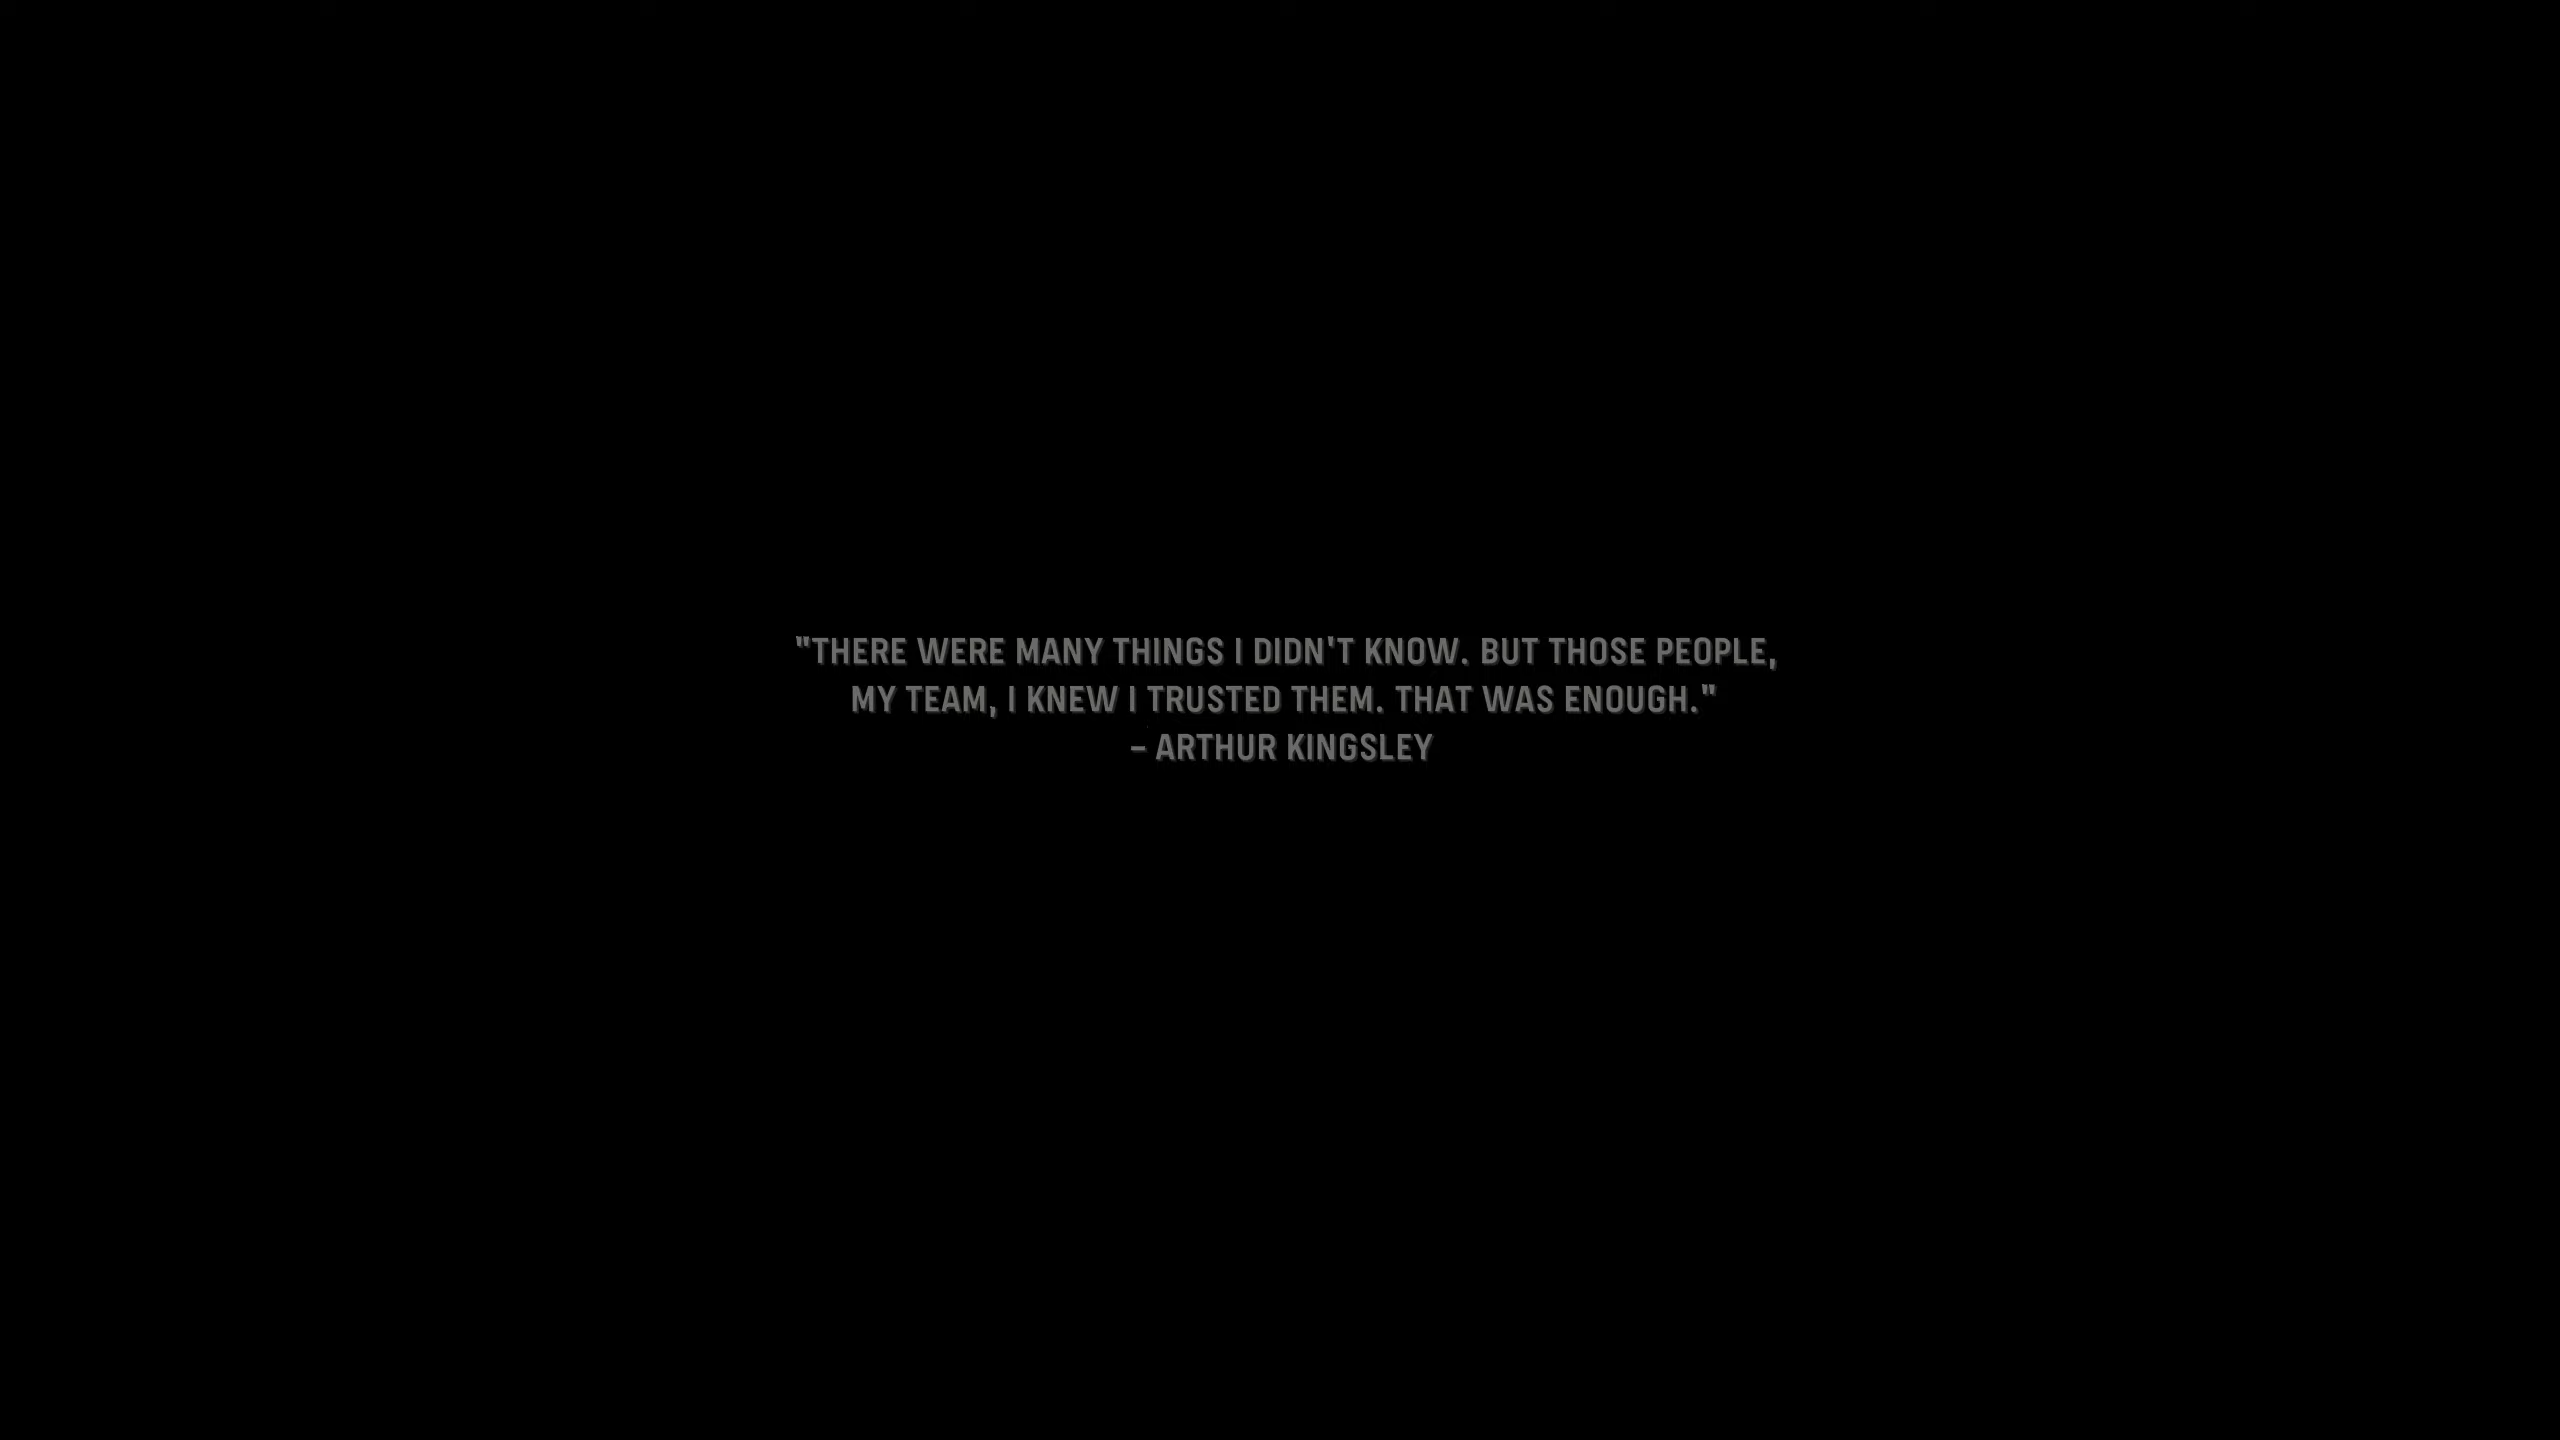 "THERE WERE MANY THINGS I DIDN'T KNOW. BUT THOSE PEOPLE,
MY TEAM, I KNEW I TRUSTED THEM. THAT WAS ENOUGH."
– ARTHUR KINGSLEY